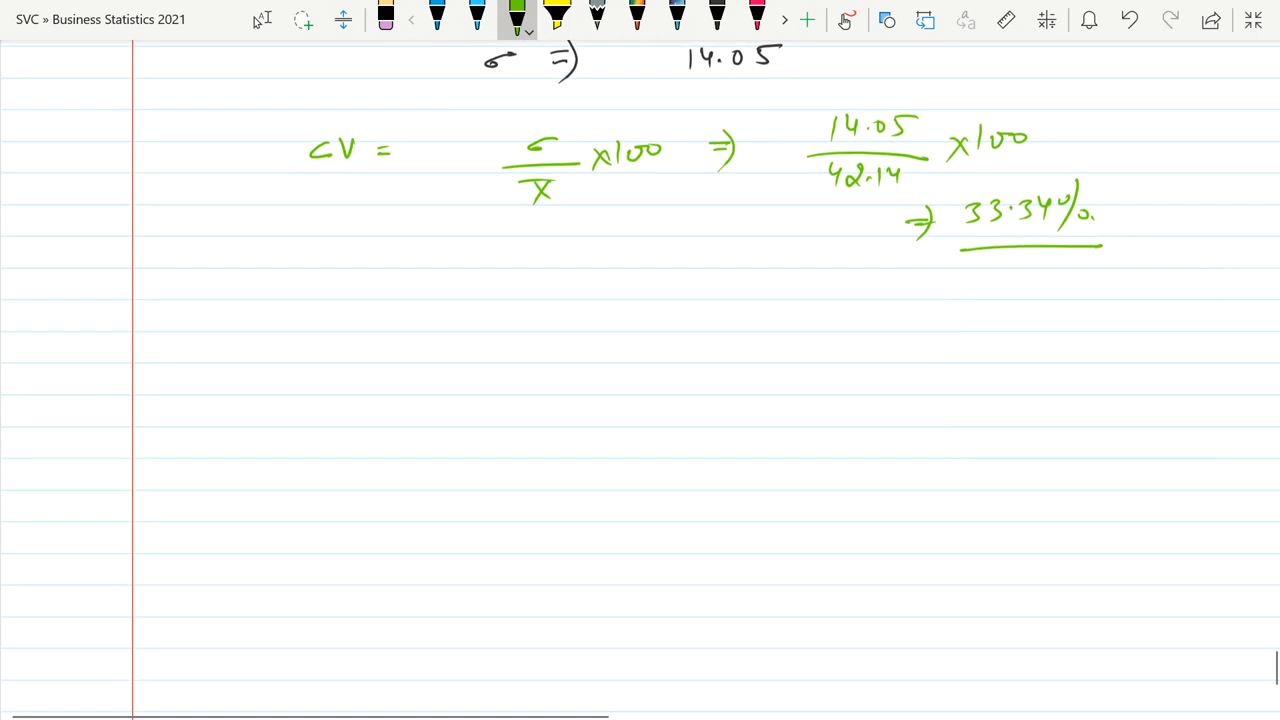 SVC » Business Statistics 2021
σ ⇒ 14.05
CV = σ/x̄ ×100 ⇒ 14.05/42.14 ×100
⇒ 33.34%.